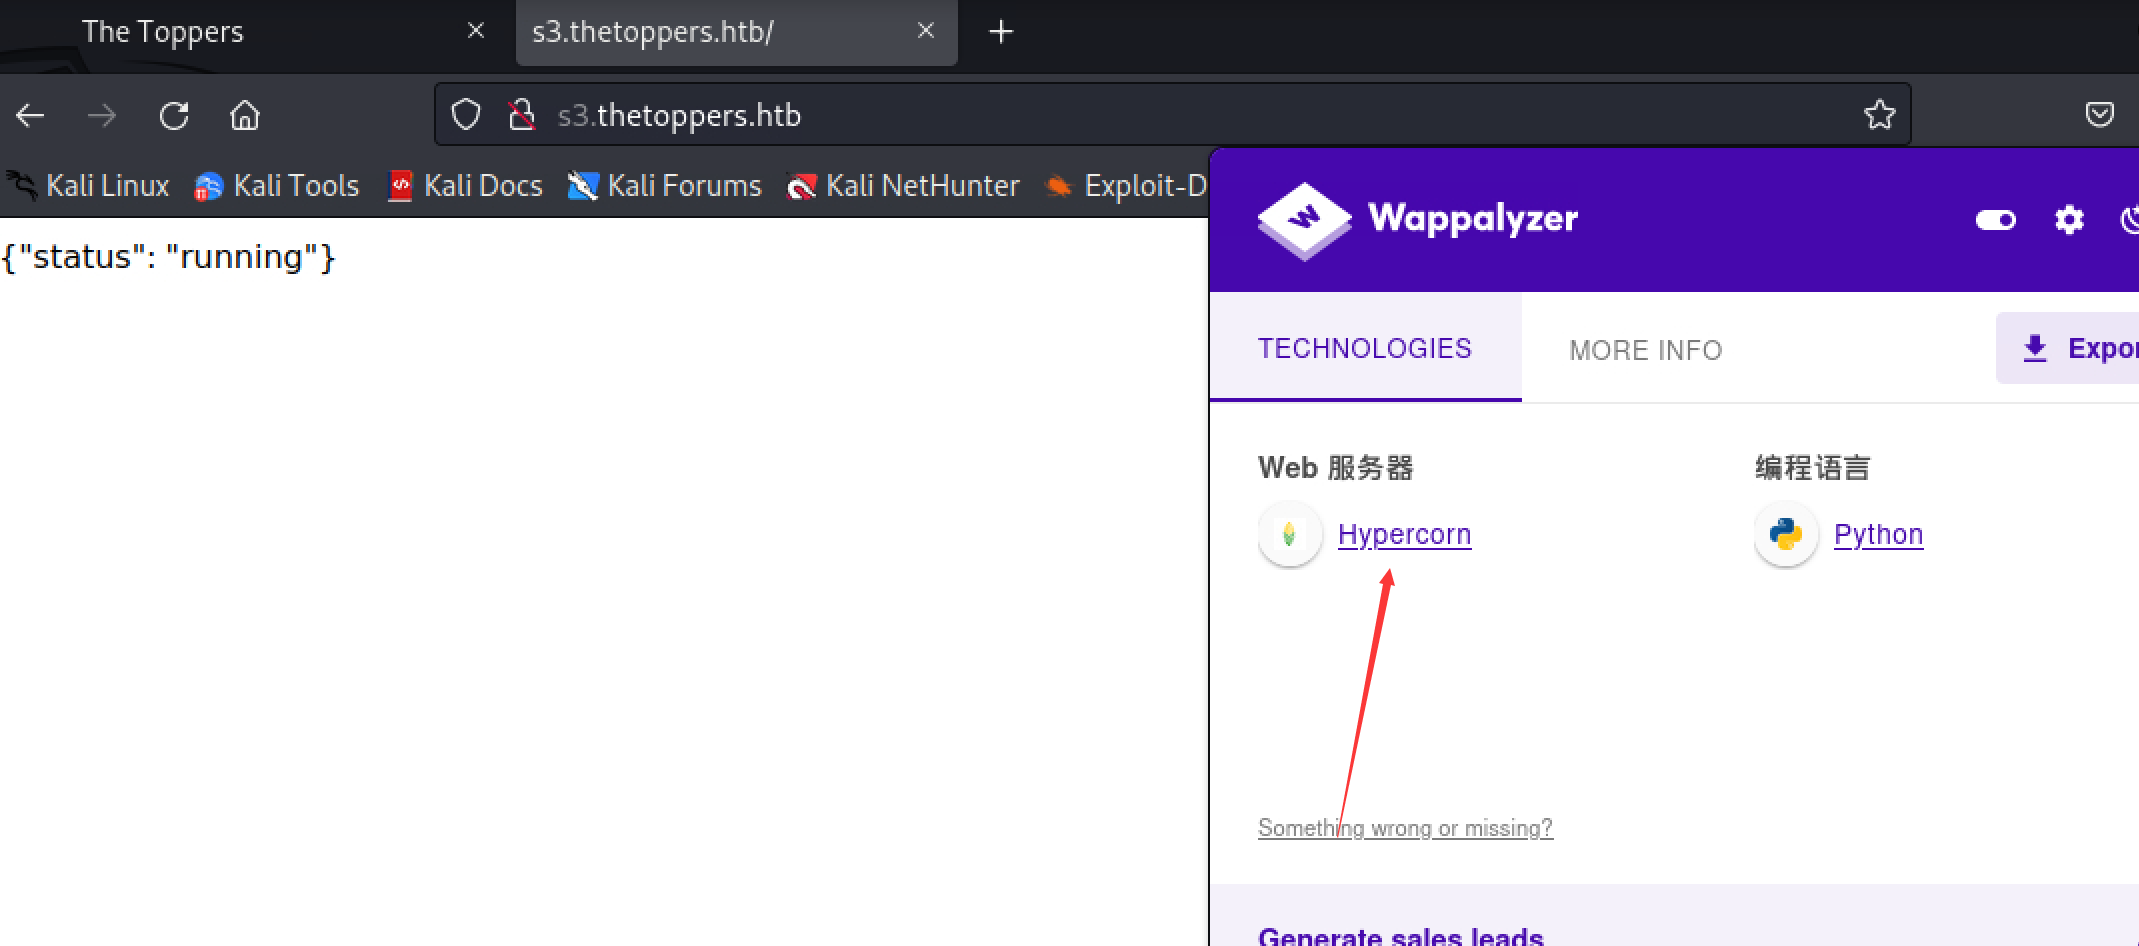 The Toppers
s3.thetoppers.htb/
s3.thetoppers.htb
Kali Linux Kali Tools Kali Docs Kali Forums Kali NetHunter Exploit-D
{"status": "running"}
Wappalyzer
TECHNOLOGIES MORE INFO Expor
Web 服务器 编程语言
Hypercorn Python
Something wrong or missing?
Generate sales leads